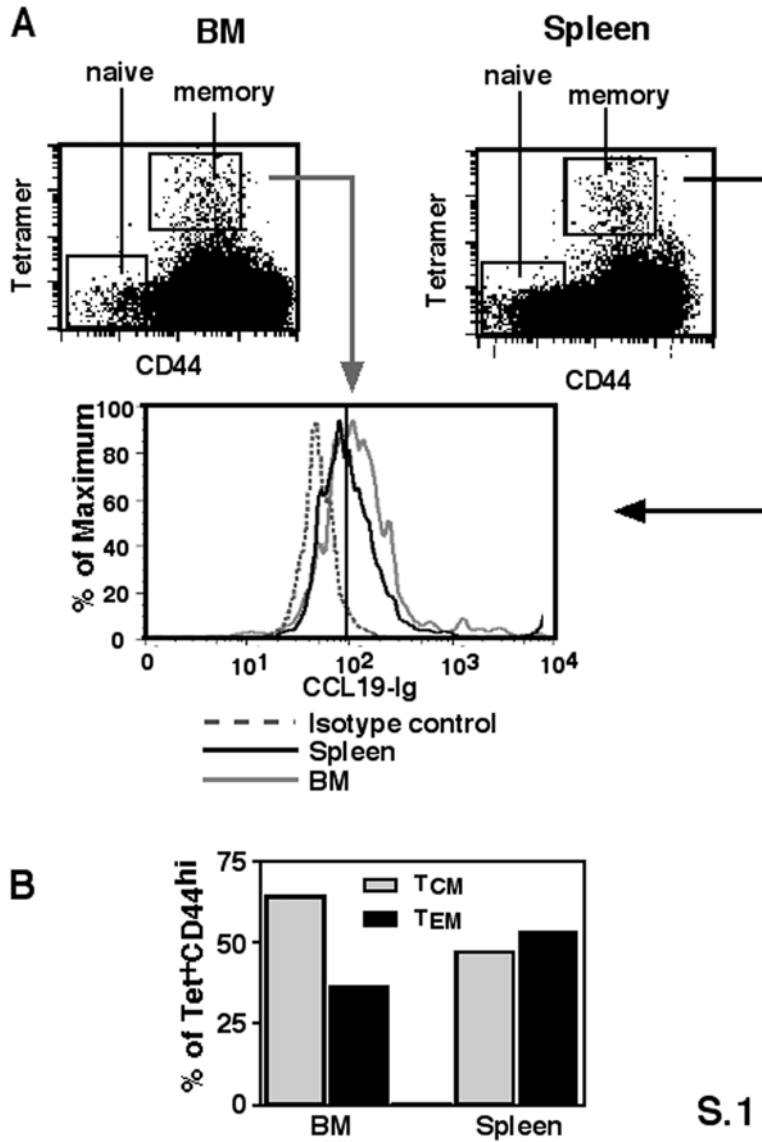 A
BM
Spleen
naive
memory
naive
memory
Tetramer
CD44
Tetramer
CD44
% of Maximum
100
80
60
40
20
0
0 10¹ 10² 10³ 10⁴
CCL19-Ig
Isotype control
Spleen
BM
B
% of Tet⁺CD44ʰⁱ
75
50
25
0
TCM
TEM
BM Spleen
S.1